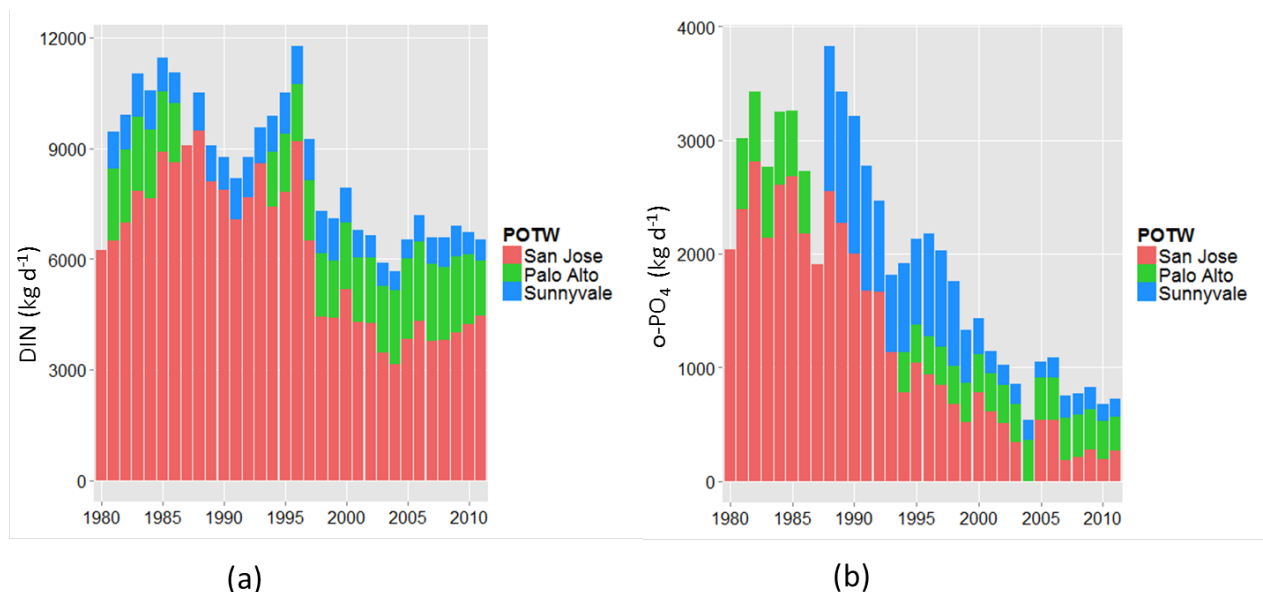 12000
9000
6000
3000
0
DIN (kg d⁻¹)
1980 1985 1990 1995 2000 2005 2010
POTW
San Jose
Palo Alto
Sunnyvale
(a)
4000
3000
2000
1000
0
o-PO₄ (kg d⁻¹)
1980 1985 1990 1995 2000 2005 2010
POTW
San Jose
Palo Alto
Sunnyvale
(b)